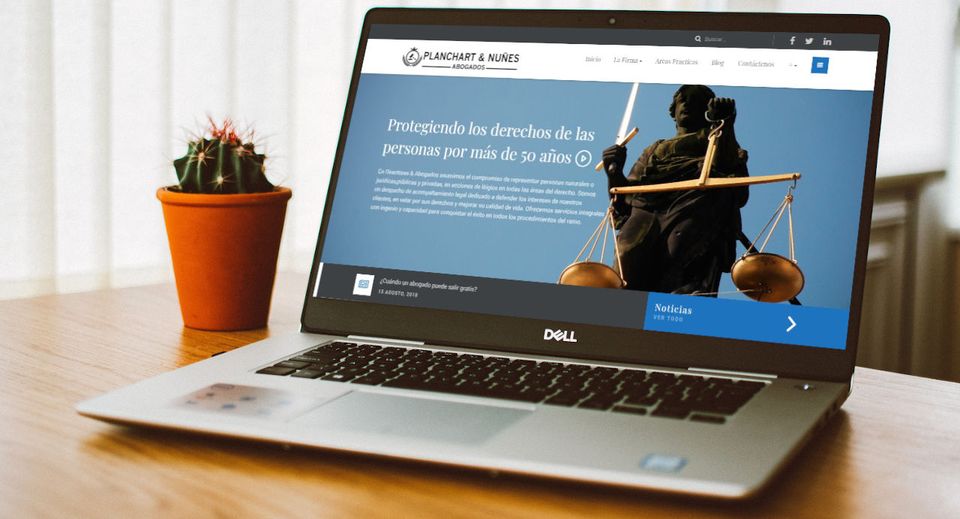 Buscar...
PLANCHART & NUÑES
ABOGADOS
Inicio La Firma Areas Practicas Blog Contáctenos
Protegiendo los derechos de las
personas por más de 50 años
De Planchart & Abogados asumimos el compromiso de representar personas naturales o
jurídicas, públicas y privadas, en acciones de litigios en todas las áreas del derecho. Somos
un despacho de acompañamiento legal dedicado a defender los intereses de nuestros
clientes, en velar por sus derechos y mejorar su calidad de vida. Ofrecemos servicios integrales
con ingenio y capacidad para conquistar el éxito en todos los procedimientos del ramo.
¿Cuándo un abogado puede salir gratis?
15 AGOSTO, 2018
Noticias
VER TODO
DELL